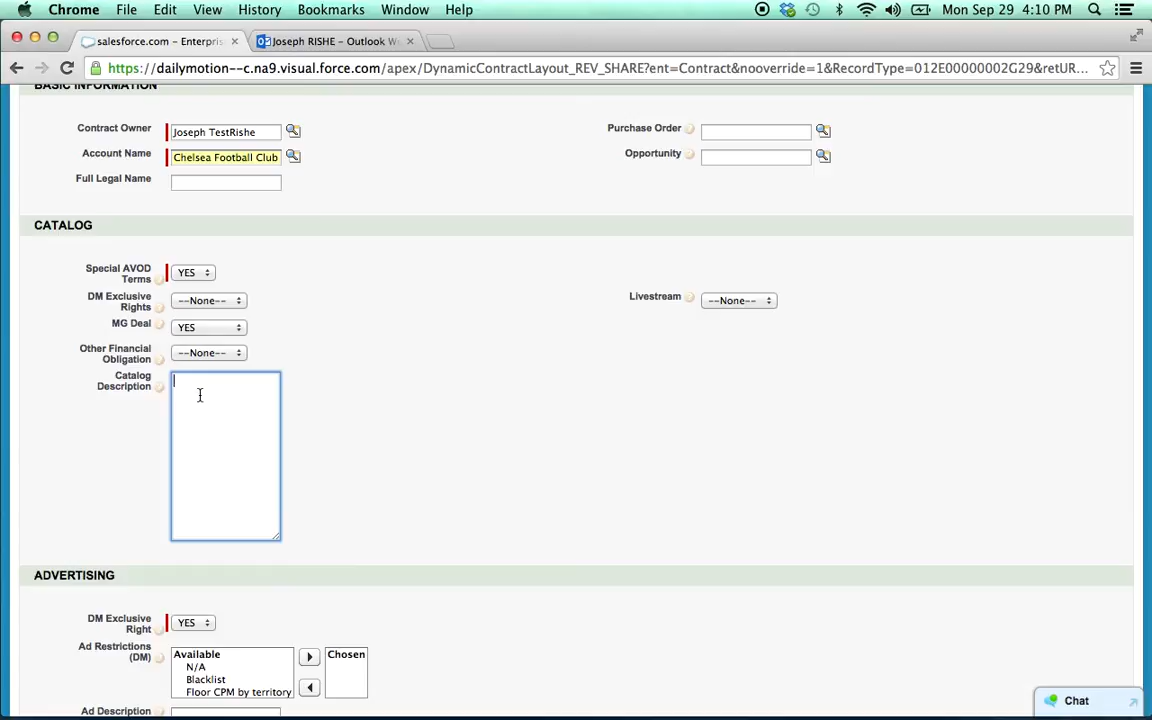 Chrome File Edit View History Bookmarks Window Help Mon Sep 29 4:10 PM
salesforce.com – Enterpris
Joseph RISHE – Outlook W
https://dailymotion--c.na9.visual.force.com/apex/DynamicContractLayout_REV_SHARE?ent=Contract&nooverride=1&RecordType=012E00000002G29&retUR...
BASIC INFORMATION
Contract Owner Joseph TestRishe Purchase Order
Account Name Chelsea Football Club Opportunity
Full Legal Name
CATALOG
Special AVOD
Terms YES
DM Exclusive
Rights --None-- Livestream --None--
MG Deal YES
Other Financial
Obligation --None--
Catalog
Description
ADVERTISING
DM Exclusive
Right YES
Ad Restrictions
(DM)
Available Chosen
N/A
Blacklist
Floor CPM by territory
Ad Description
Chat